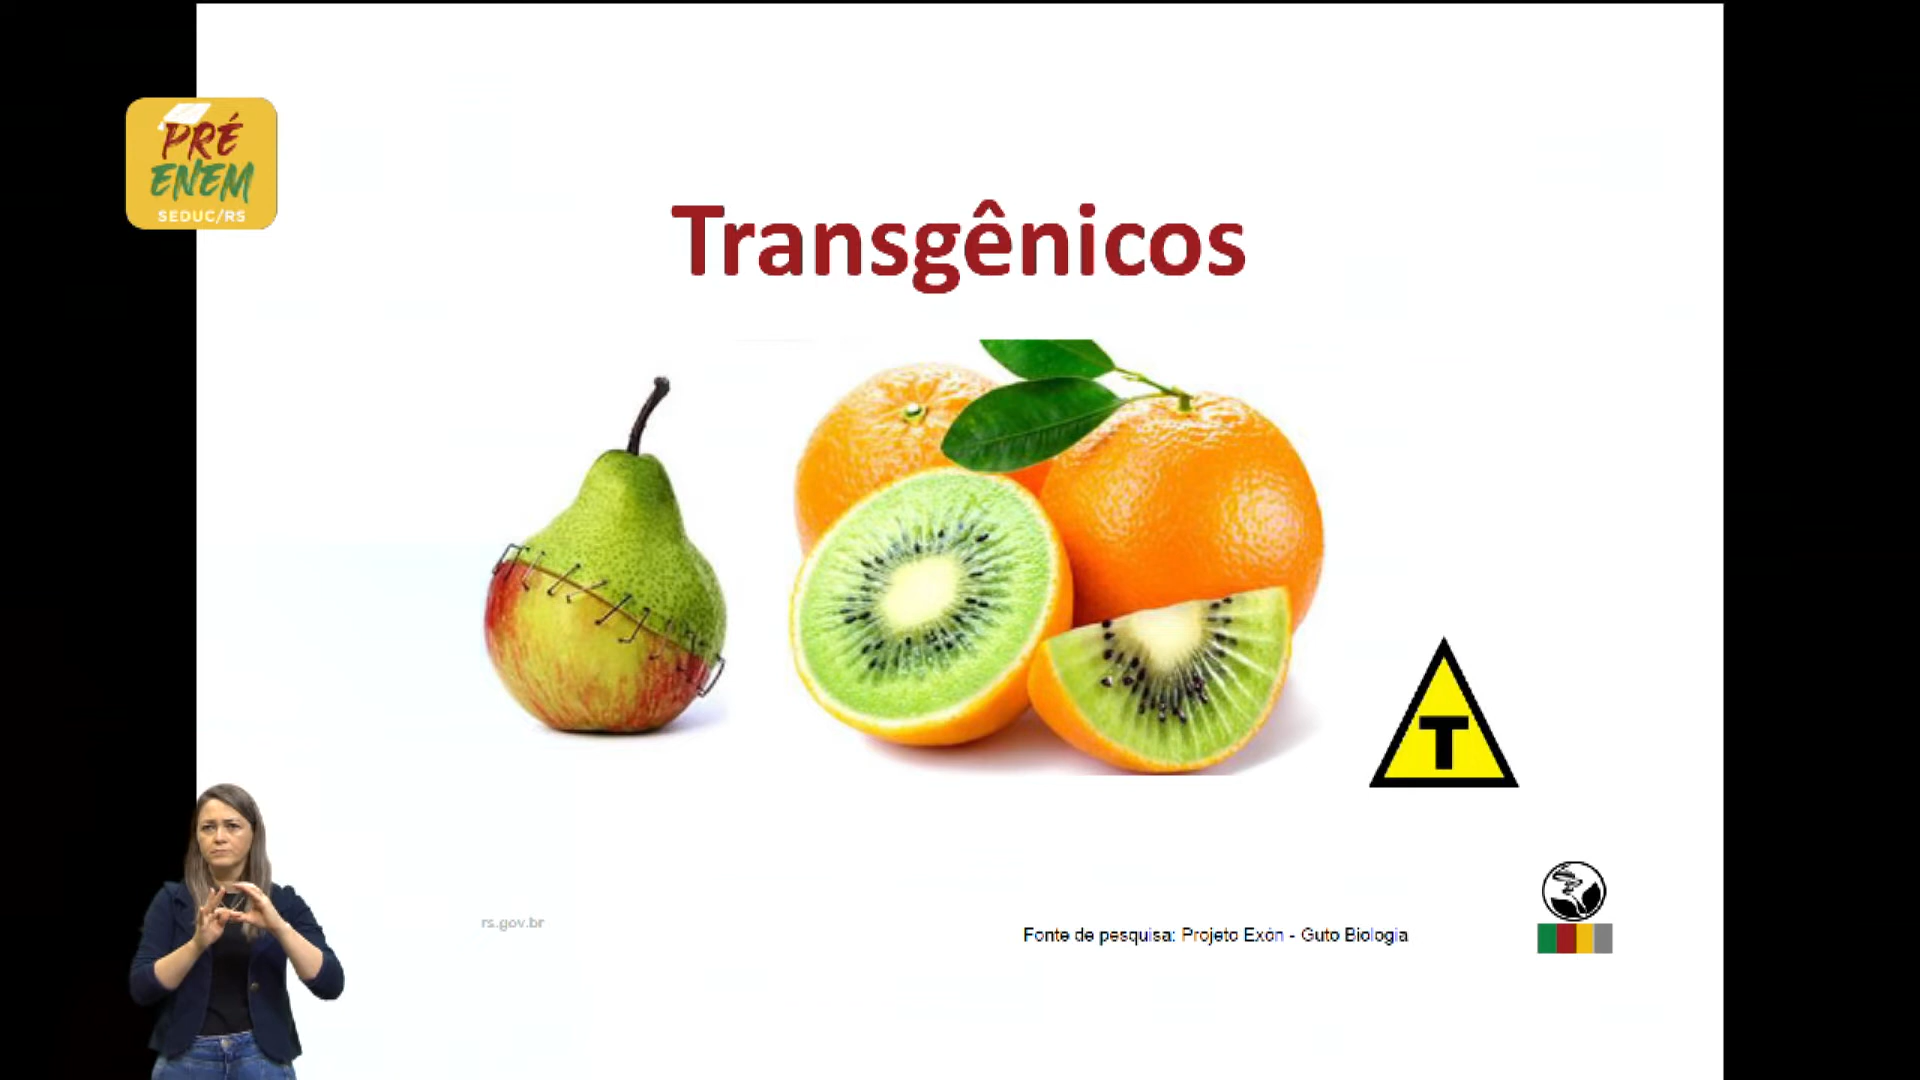 PRÉ
ENEM
SEDUC/RS
Transgênicos
T
rs.gov.br
Fonte de pesquisa: Projeto Exón - Guto Biologia